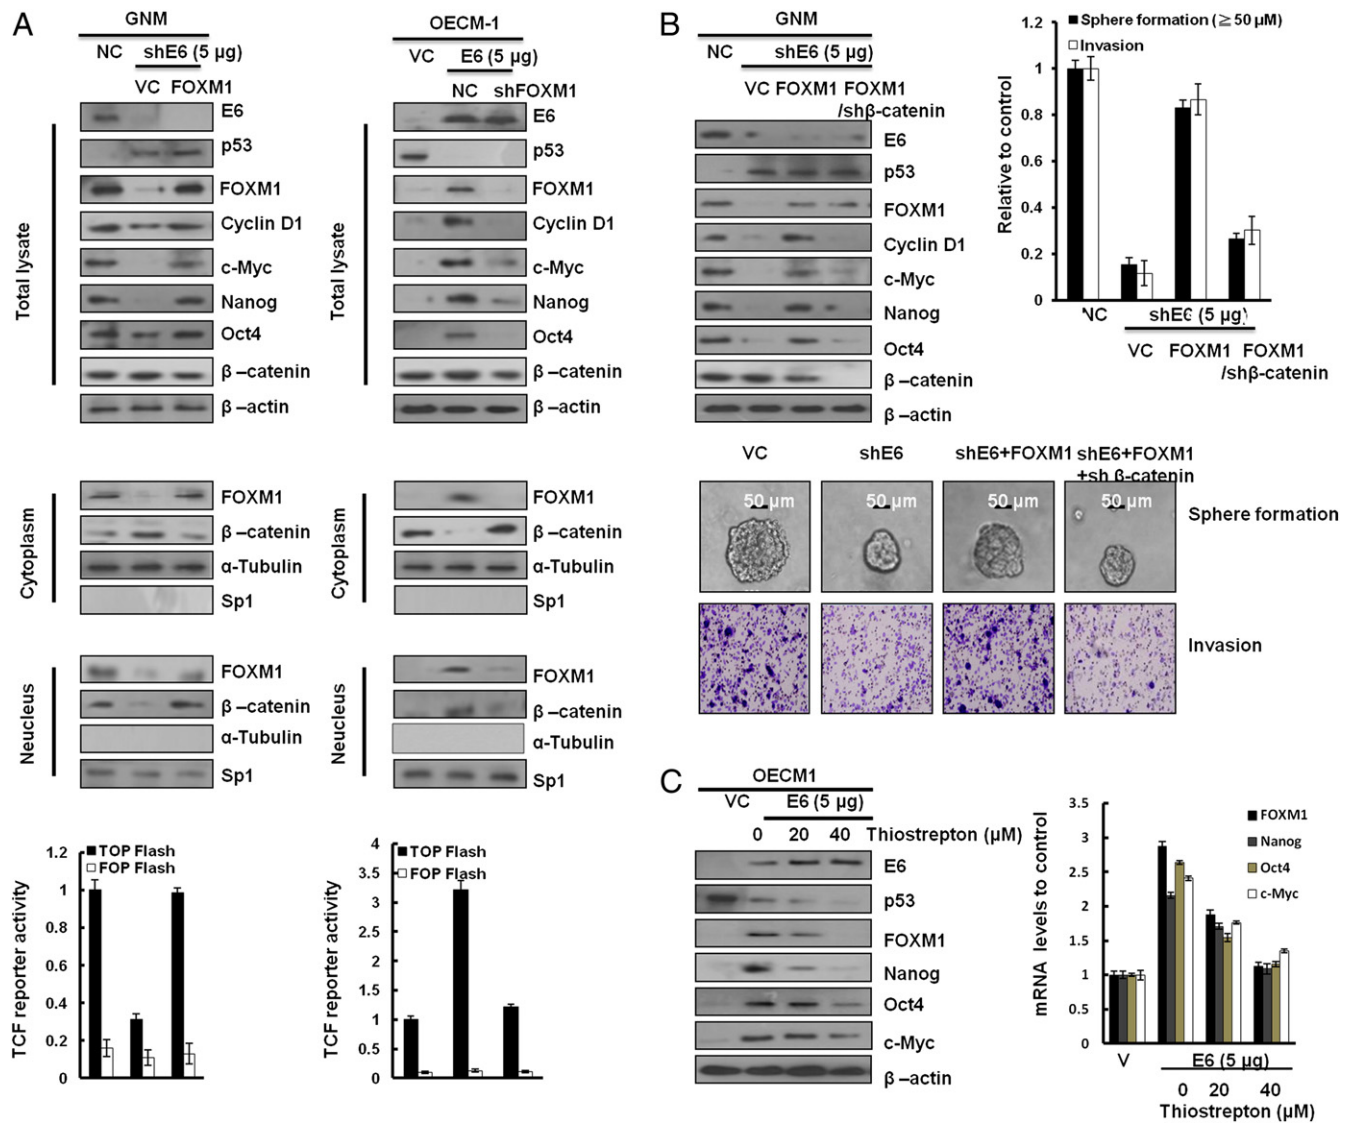 A
GNM
NC
shE6 (5 µg)
VC FOXM1
E6
p53
FOXM1
Cyclin D1
c-Myc
Nanog
Oct4
β –catenin
β –actin
Total lysate
FOXM1
β –catenin
α-Tubulin
Sp1
Cytoplasm
FOXM1
β –catenin
α-Tubulin
Sp1
Nucleus
TCF reporter activity
TOP Flash
FOP Flash
1.2
1
0.8
0.6
0.4
0.2
0
OECM-1
VC
E6 (5 µg)
NC shFOXM1
E6
p53
FOXM1
Cyclin D1
c-Myc
Nanog
Oct4
β –catenin
β –actin
Total lysate
FOXM1
β –catenin
α-Tubulin
Sp1
Cytoplasm
FOXM1
β –catenin
α-Tubulin
Sp1
Nucleus
TCF reporter activity
TOP Flash
FOP Flash
4
3.5
3
2.5
2
1.5
1
0.5
0
B
GNM
NC
shE6 (5 µg)
VC FOXM1 FOXM1
/shβ-catenin
E6
p53
FOXM1
Cyclin D1
c-Myc
Nanog
Oct4
β –catenin
β –actin
Sphere formation (≧ 50 µM)
Invasion
Relative to control
1.2
1
0.8
0.6
0.4
0.2
0
NC
shE6 (5 µg)
VC FOXM1 FOXM1
/shβ-catenin
VC
shE6
shE6+FOXM1
shE6+FOXM1
+sh ß-catenin
50 µm
50 µm
50 µm
50 µm
Sphere formation
Invasion
C
OECM1
VC
E6 (5 µg)
0 20 40 Thiostrepton (µM)
E6
p53
FOXM1
Nanog
Oct4
c-Myc
β –actin
mRNA levels to control
3.5
3
2.5
2
1.5
1
0.5
0
FOXM1
Nanog
Oct4
c-Myc
V
E6 (5 µg)
0 20 40
Thiostrepton (µM)